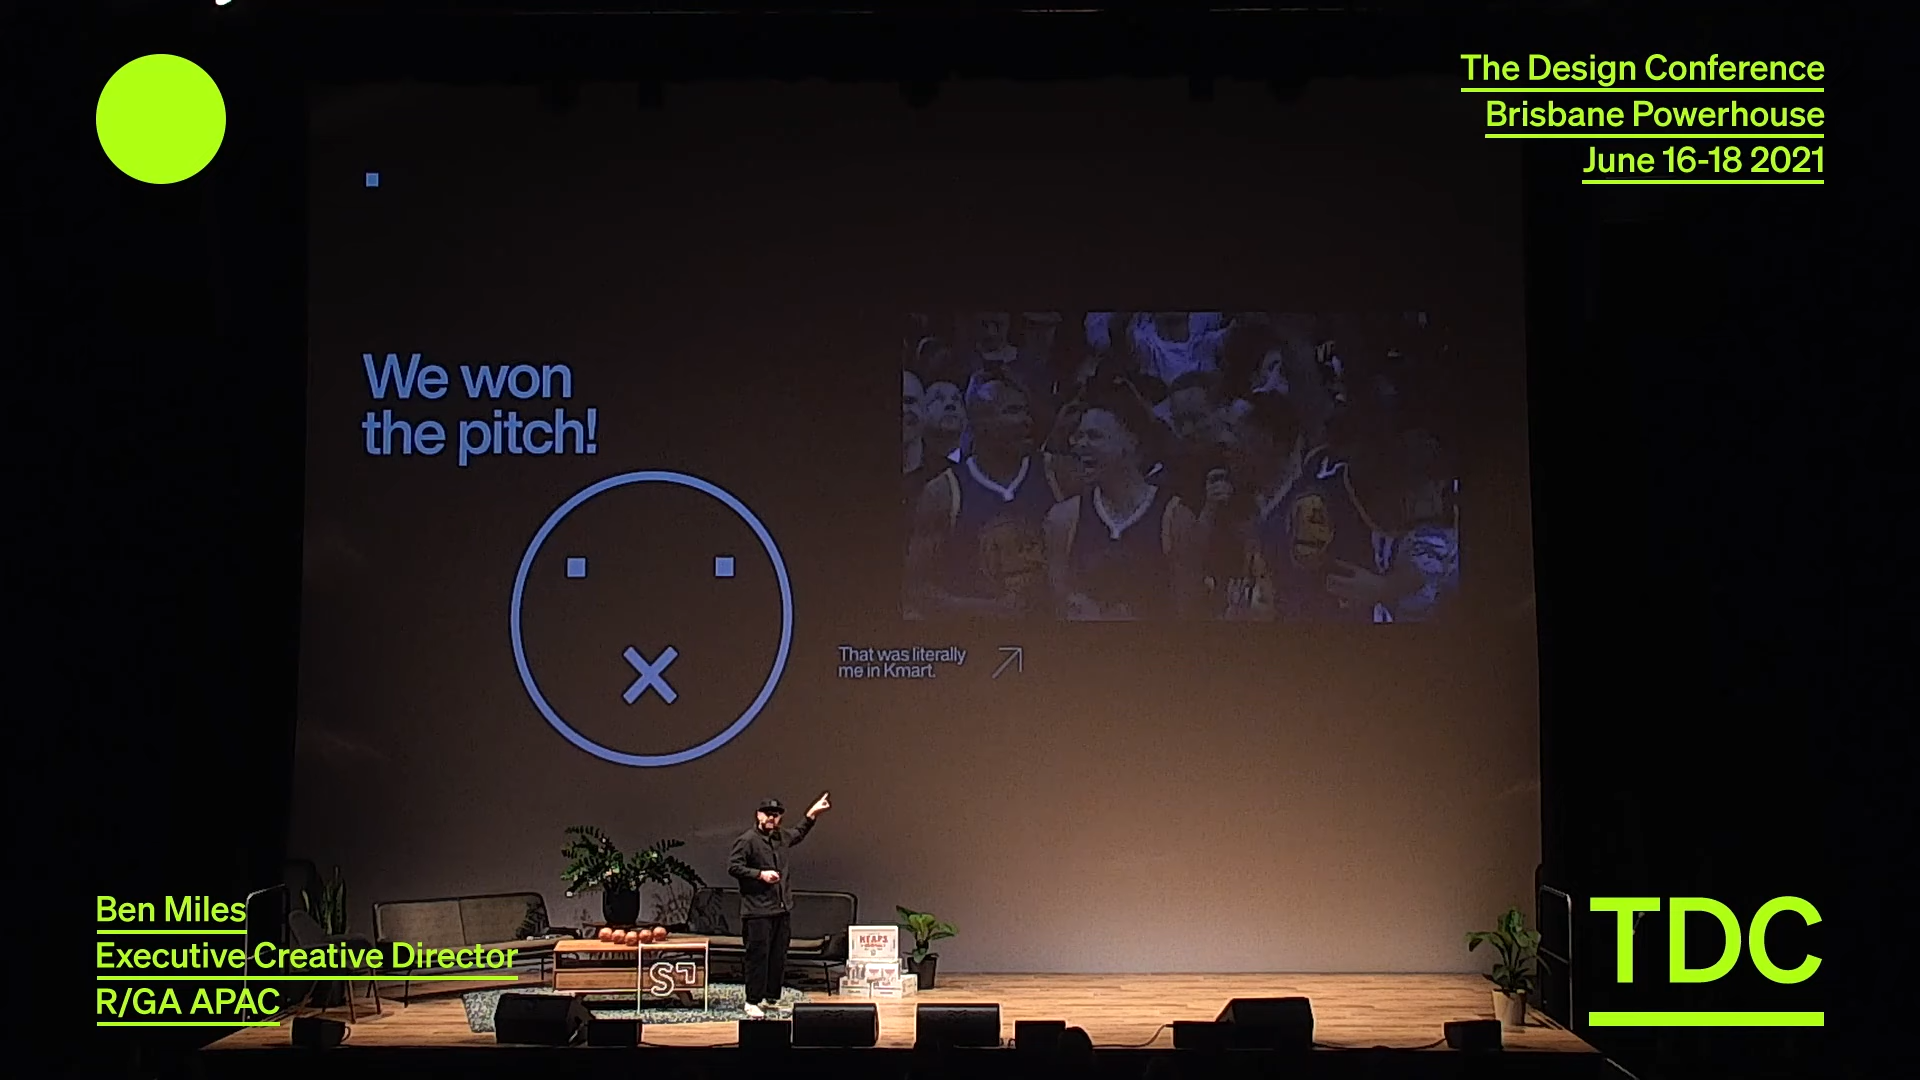 The Design Conference
Brisbane Powerhouse
June 16-18 2021
We won
the pitch!
That was literally
me in Kmart.
HEAPS
Ben Miles
Executive Creative Director
R/GA APAC
TDC